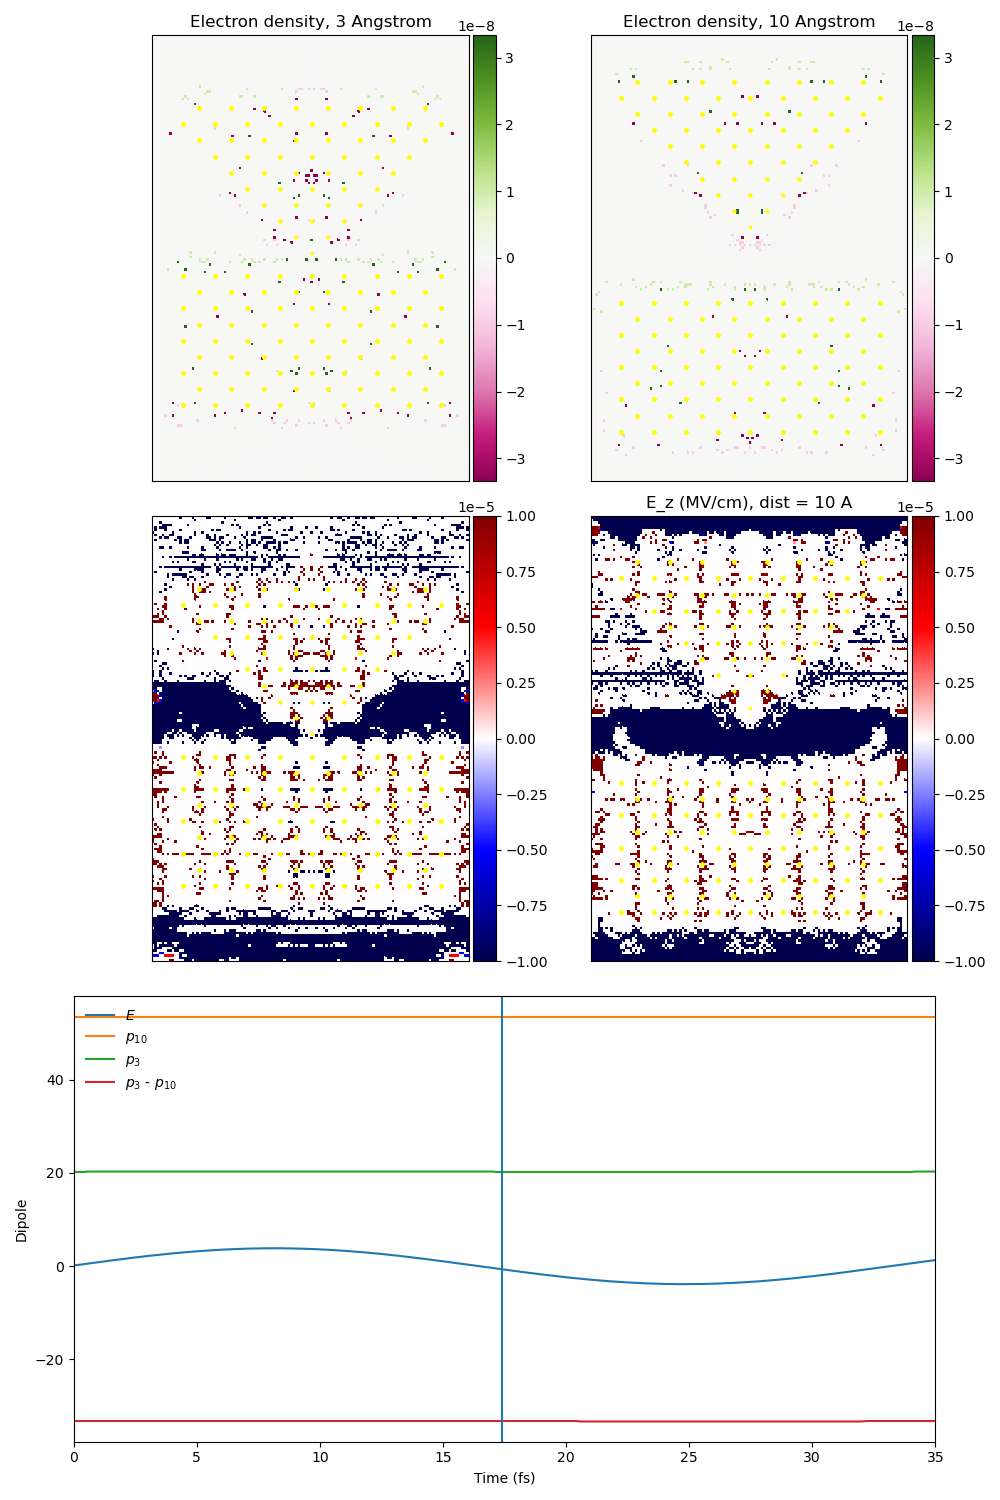 Electron density, 3 Angstrom
1e−8
3
2
1
0
−1
−2
−3
Electron density, 10 Angstrom
1e−8
3
2
1
0
−1
−2
−3
1e−5
1.00
0.75
0.50
0.25
0.00
−0.25
−0.50
−0.75
−1.00
E_z (MV/cm), dist = 10 A
1e−5
1.00
0.75
0.50
0.25
0.00
−0.25
−0.50
−0.75
−1.00
E
p10
p3
p3 - p10
40
20
0
−20
Dipole
0 5 10 15 20 25 30 35
Time (fs)